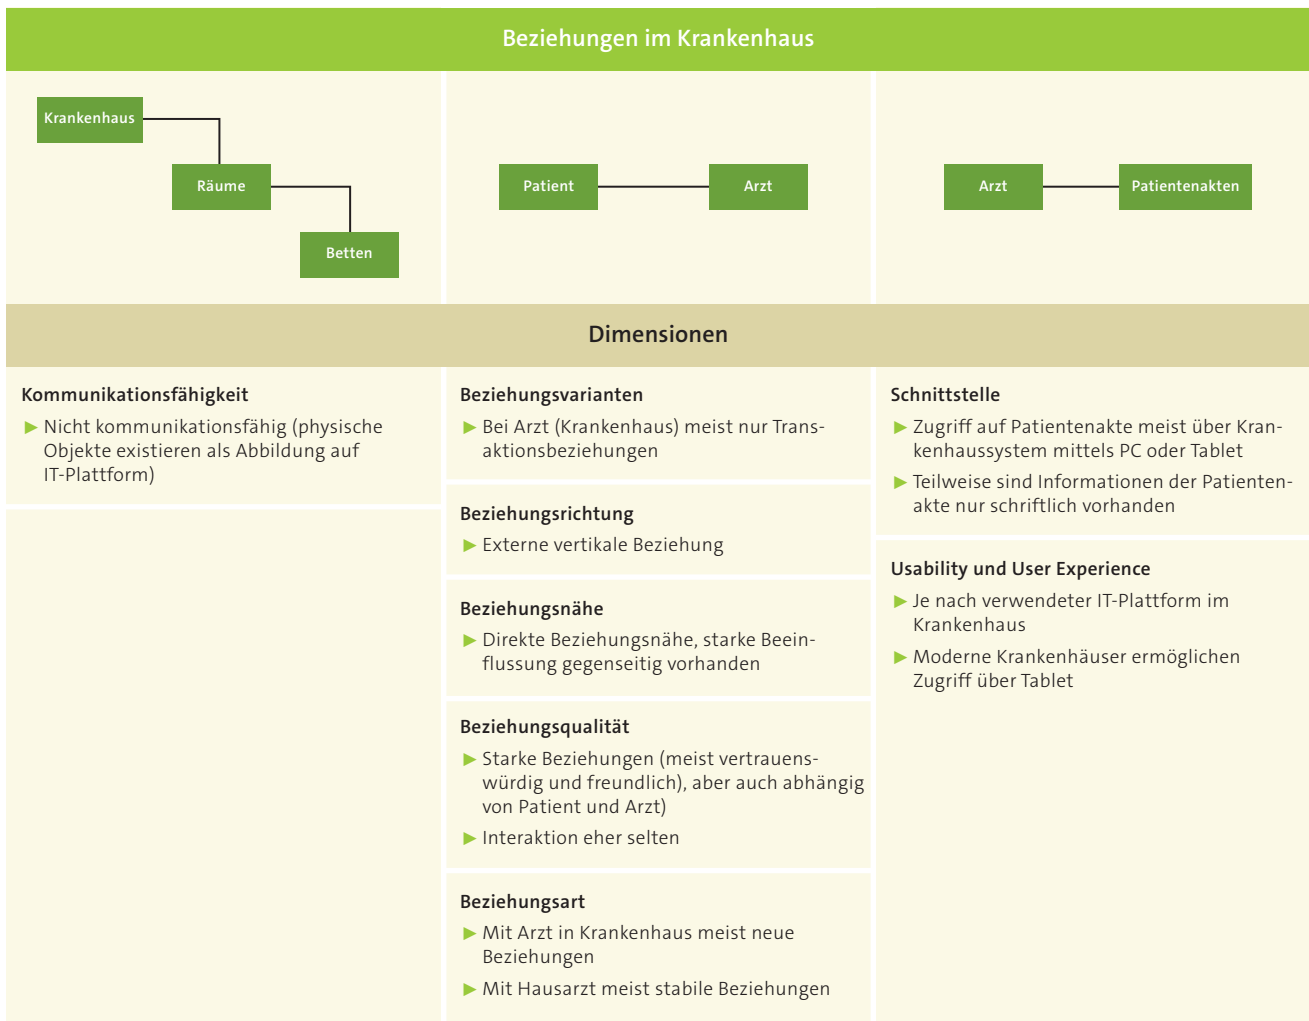 Beziehungen im Krankenhaus
Krankenhaus
Räume
Betten
Patient
Arzt
Arzt
Patientenakten
Dimensionen
Kommunikationsfähigkeit
▶ Nicht kommunikationsfähig (physische
Objekte existieren als Abbildung auf
IT-Plattform)
Beziehungsvarianten
▶ Bei Arzt (Krankenhaus) meist nur Trans-
aktionsbeziehungen
Beziehungsrichtung
▶ Externe vertikale Beziehung
Beziehungsnähe
▶ Direkte Beziehungsnähe, starke Beein-
flussung gegenseitig vorhanden
Beziehungsqualität
▶ Starke Beziehungen (meist vertrauens-
würdig und freundlich), aber auch abhängig
von Patient und Arzt)
▶ Interaktion eher selten
Beziehungsart
▶ Mit Arzt in Krankenhaus meist neue
Beziehungen
▶ Mit Hausarzt meist stabile Beziehungen
Schnittstelle
▶ Zugriff auf Patientenakte meist über Kran-
kenhaussystem mittels PC oder Tablet
▶ Teilweise sind Informationen der Patienten-
akte nur schriftlich vorhanden
Usability und User Experience
▶ Je nach verwendeter IT-Plattform im
Krankenhaus
▶ Moderne Krankenhäuser ermöglichen
Zugriff über Tablet